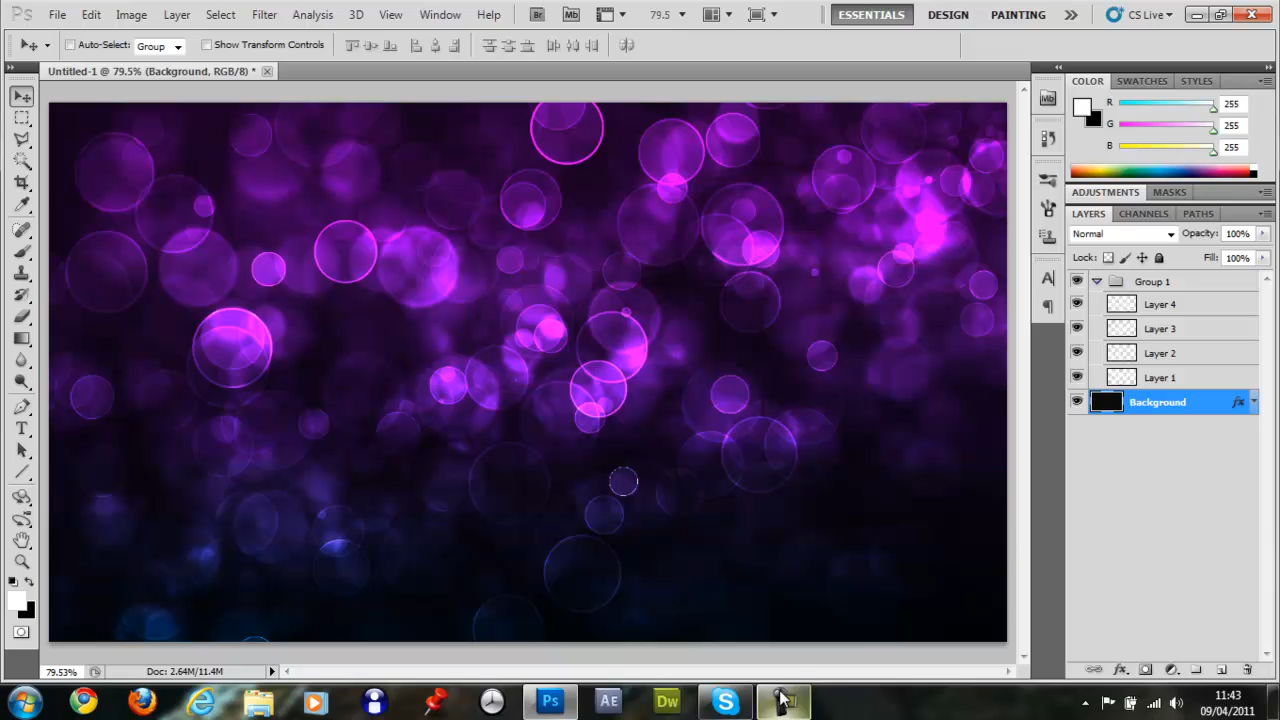 Ps File Edit Image Layer Select Filter Analysis 3D View Window Help Br Mb 79.5 ESSENTIALS DESIGN PAINTING CS Live
Auto-Select: Group Show Transform Controls
Untitled-1 @ 79.5% (Background, RGB/8) *
COLOR SWATCHES STYLES
Mb
R 255
G 255
B 255
ADJUSTMENTS MASKS
LAYERS CHANNELS PATHS
Normal Opacity: 100%
Lock: Fill: 100%
Group 1
Layer 4
Layer 3
Layer 2
Layer 1
Background fx
T
A
79.53% Doc: 2.64M/11.4M
fx
Ps AE Dw S
11:43
09/04/2011